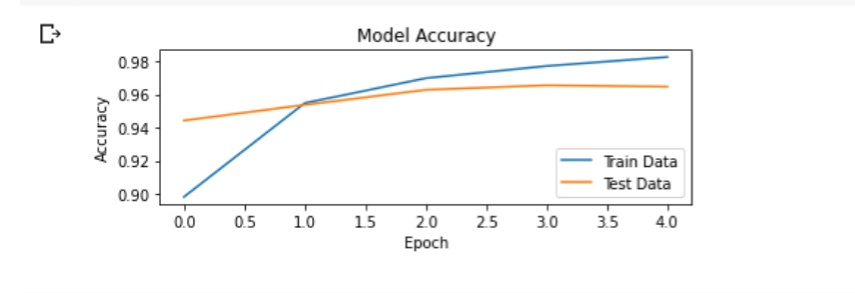 Model Accuracy
0.98
0.96
0.94
0.92
0.90
Accuracy
Train Data
Test Data
0.0 0.5 1.0 1.5 2.0 2.5 3.0 3.5 4.0
Epoch